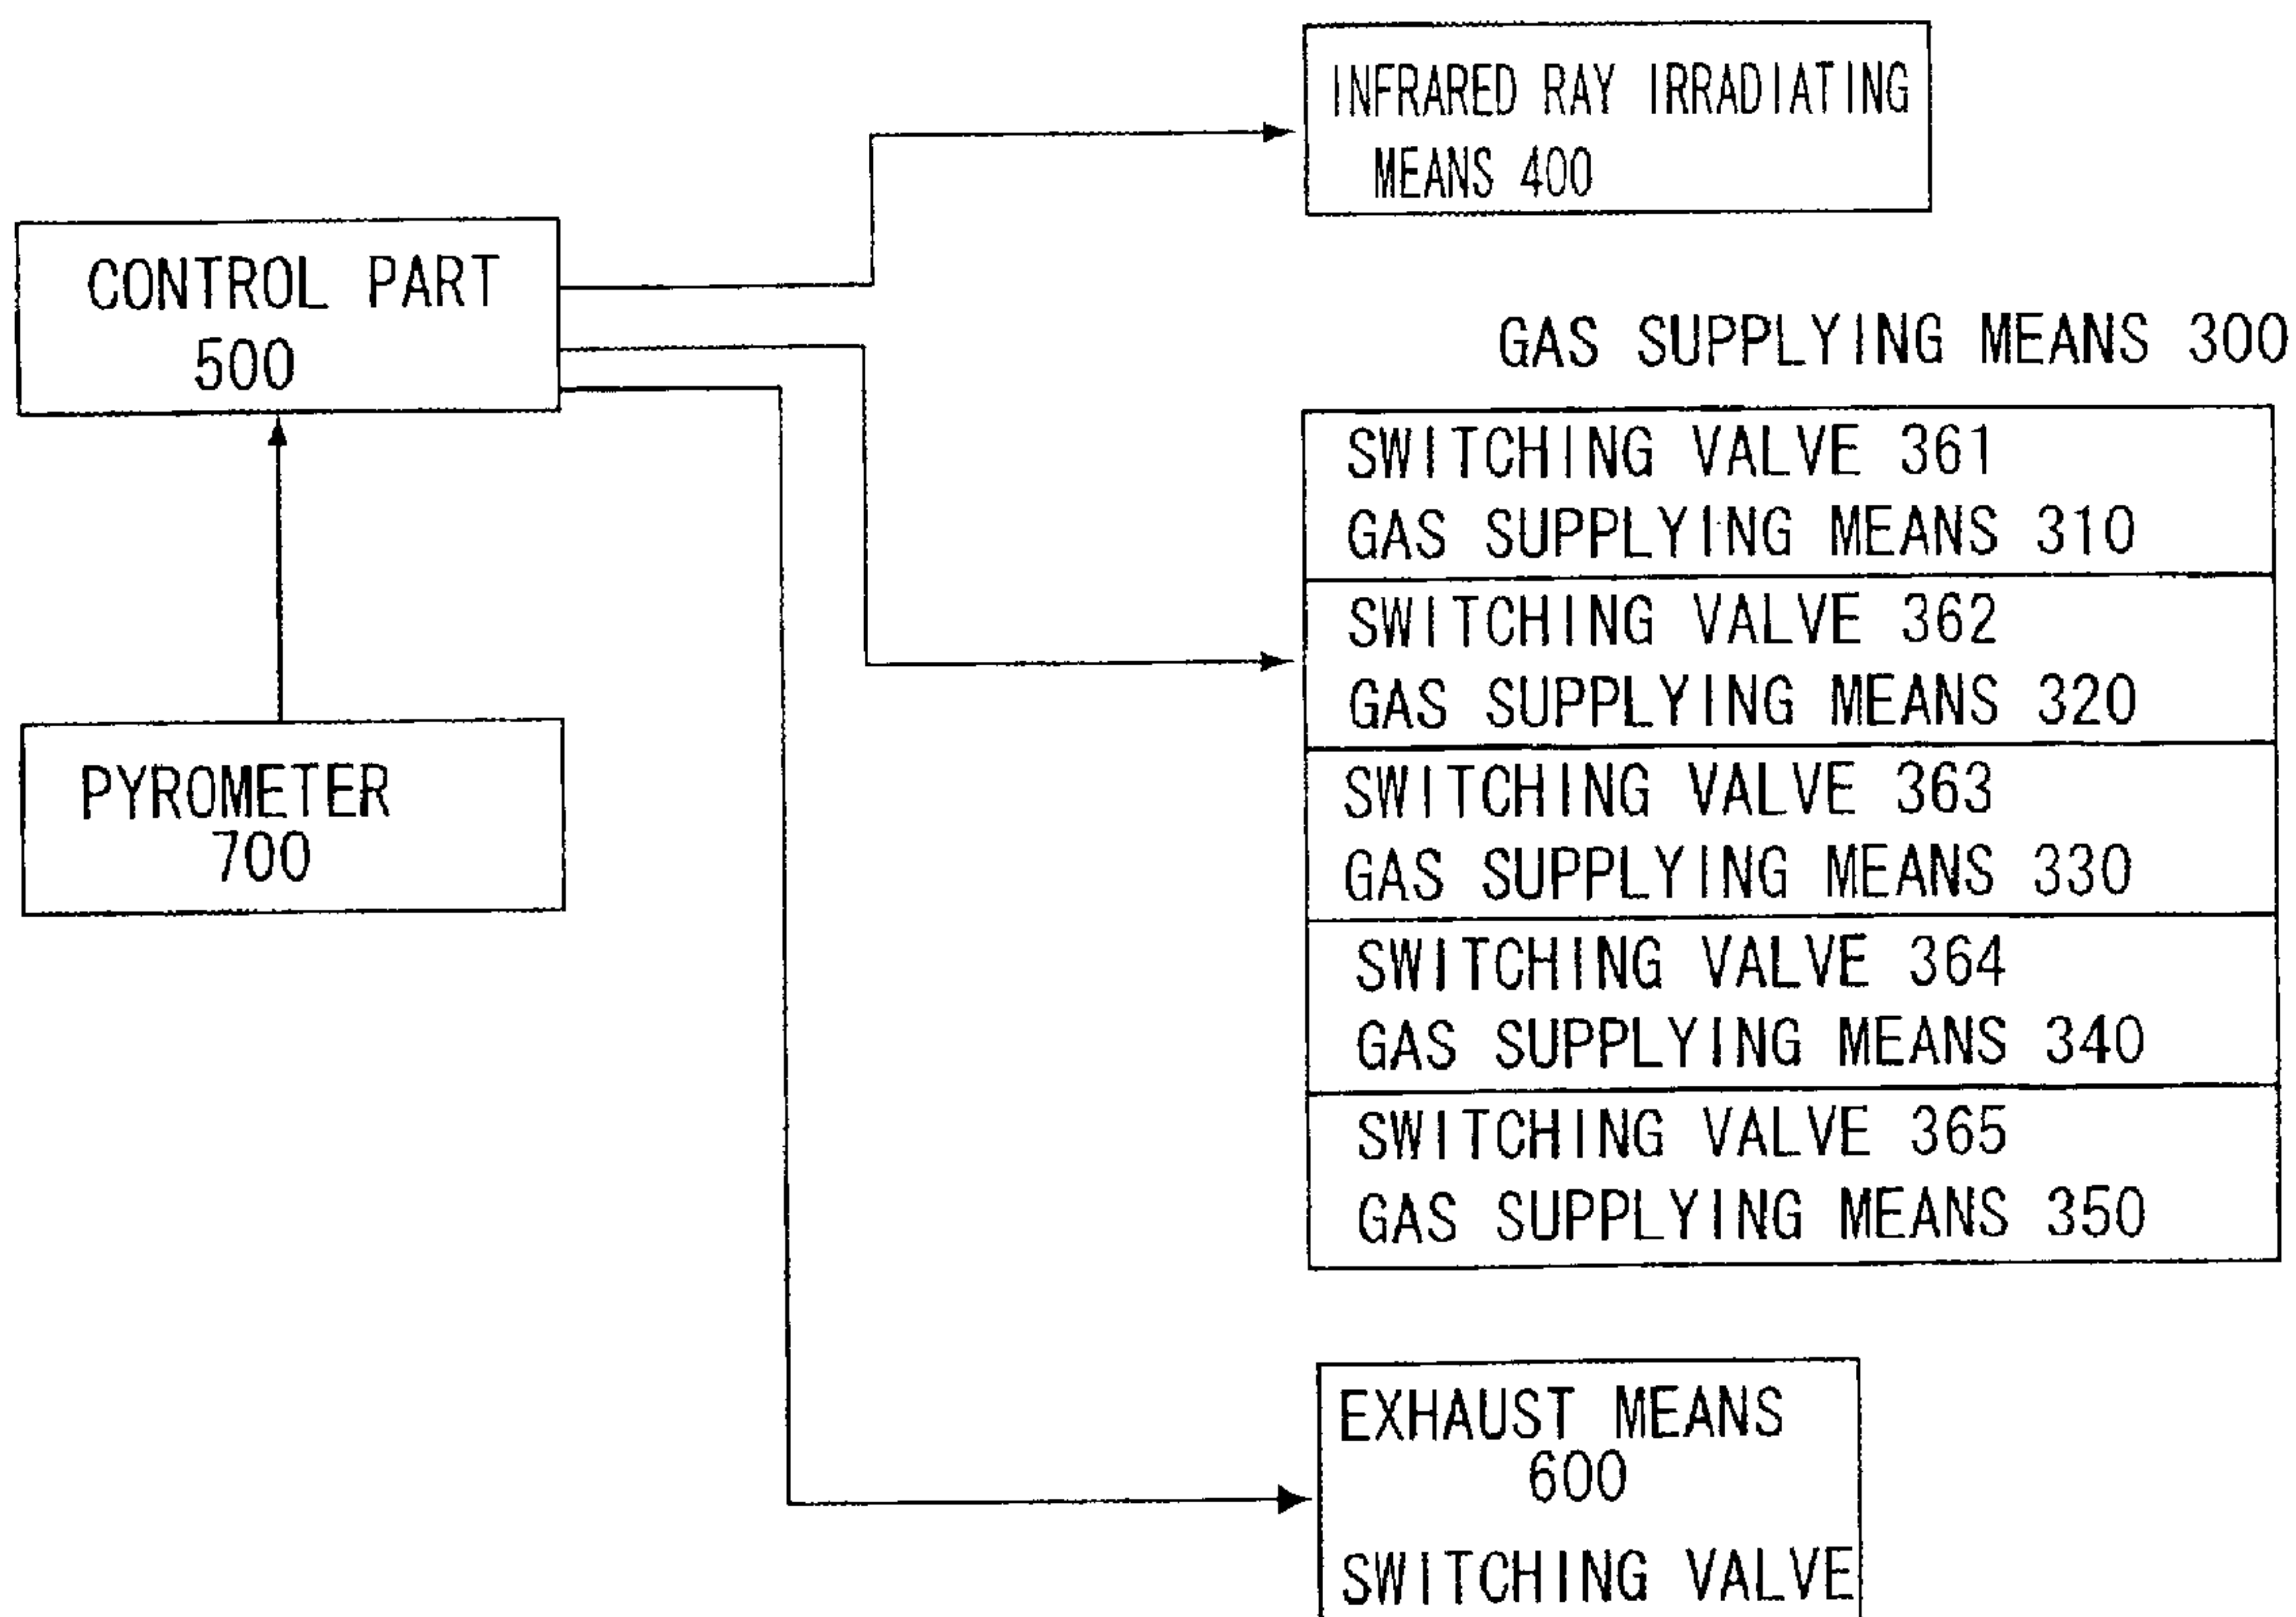 INFRARED RAY IRRADIATING
MEANS 400
CONTROL PART
500
GAS SUPPLYING MEANS 300
SWITCHING VALVE 361
GAS SUPPLYING MEANS 310
SWITCHING VALVE 362
GAS SUPPLYING MEANS 320
PYROMETER
700
SWITCHING VALVE 363
GAS SUPPLYING MEANS 330
SWITCHING VALVE 364
GAS SUPPLYING MEANS 340
SWITCHING VALVE 365
GAS SUPPLYING MEANS 350
EXHAUST MEANS
600
SWITCHING VALVE